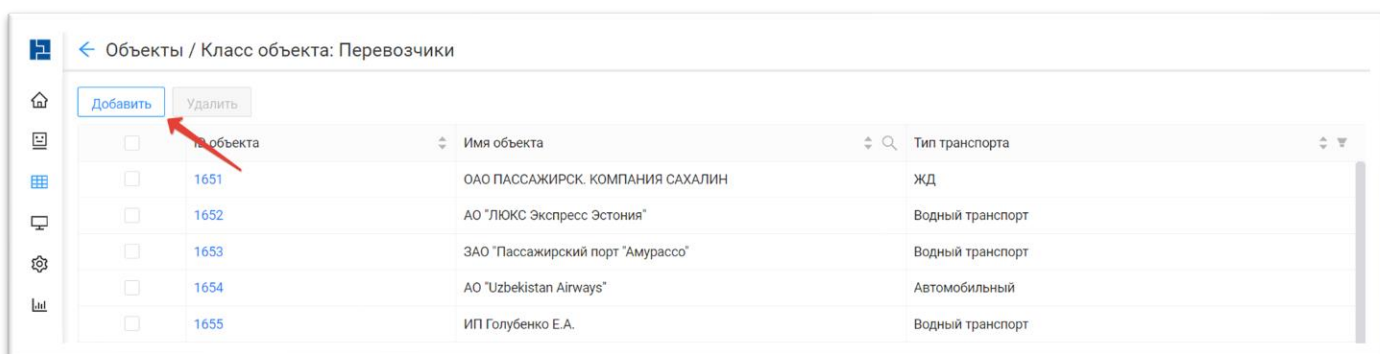 Объекты / Класс объекта: Перевозчики
Добавить Удалить
ID объекта Имя объекта Тип транспорта
1651 ОАО ПАССАЖИРСК. КОМПАНИЯ САХАЛИН ЖД
1652 АО "ЛЮКС Экспресс Эстония" Водный транспорт
1653 ЗАО "Пассажирский порт "Амурассо" Водный транспорт
1654 АО "Uzbekistan Airways" Автомобильный
1655 ИП Голубенко Е.А. Водный транспорт